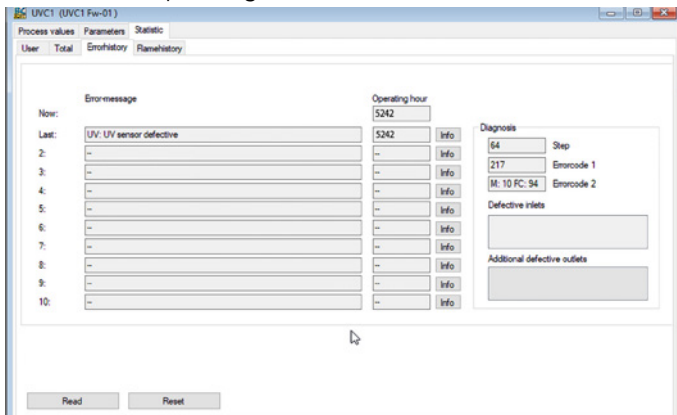 UVC1 (UVC1 Fw-01)
Process values Parameters Statistic
User Total Errorhistory Ramehistory
Error-message Operating hour
Now: 5242
Last: UV: UV sensor defective 5242 Info
2: -- -- Info
3: -- -- Info
4: -- -- Info
5: -- -- Info
6: -- -- Info
7: -- -- Info
8: -- -- Info
9: -- -- Info
10: -- -- Info
Diagnosis
64 Step
217 Errorcode 1
M: 10 FC: 94 Errorcode 2
Defective inlets
Additional defective outlets
Read Reset